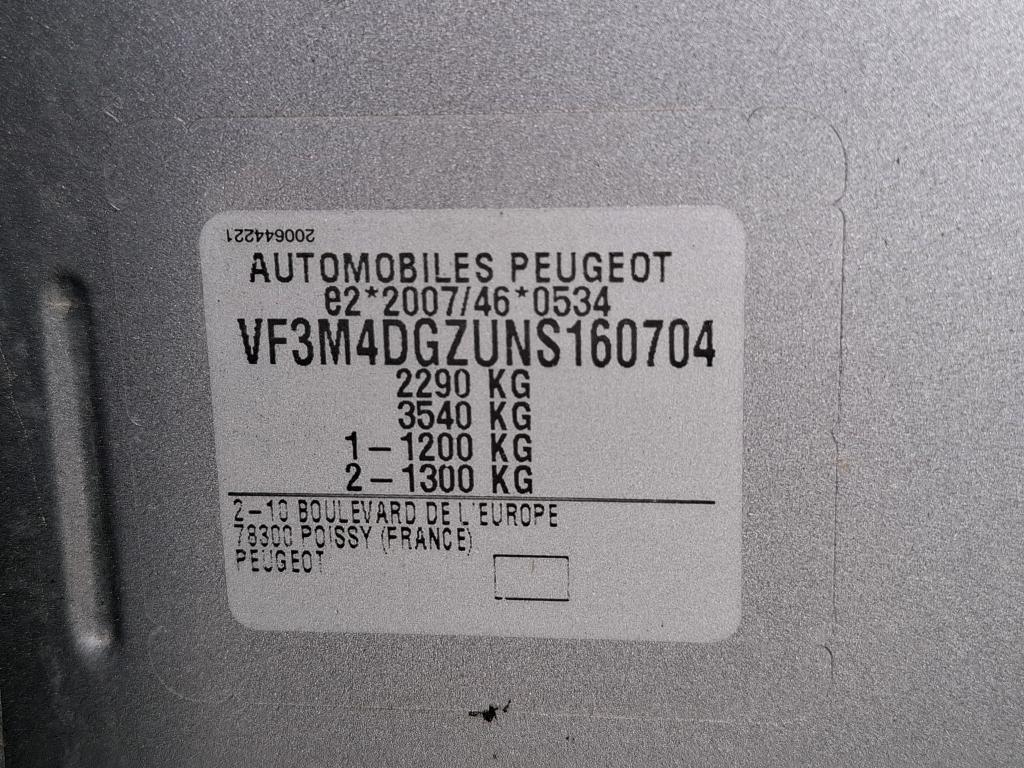 200644221
AUTOMOBILES PEUGEOT
e2*2007/46*0534
VF3M4DGZUNS160704
2290 KG
3540 KG
1-1200 KG
2-1300 KG
2-10 BOULEVARD DE L'EUROPE
78300 POISSY (FRANCE)
PEUGEOT